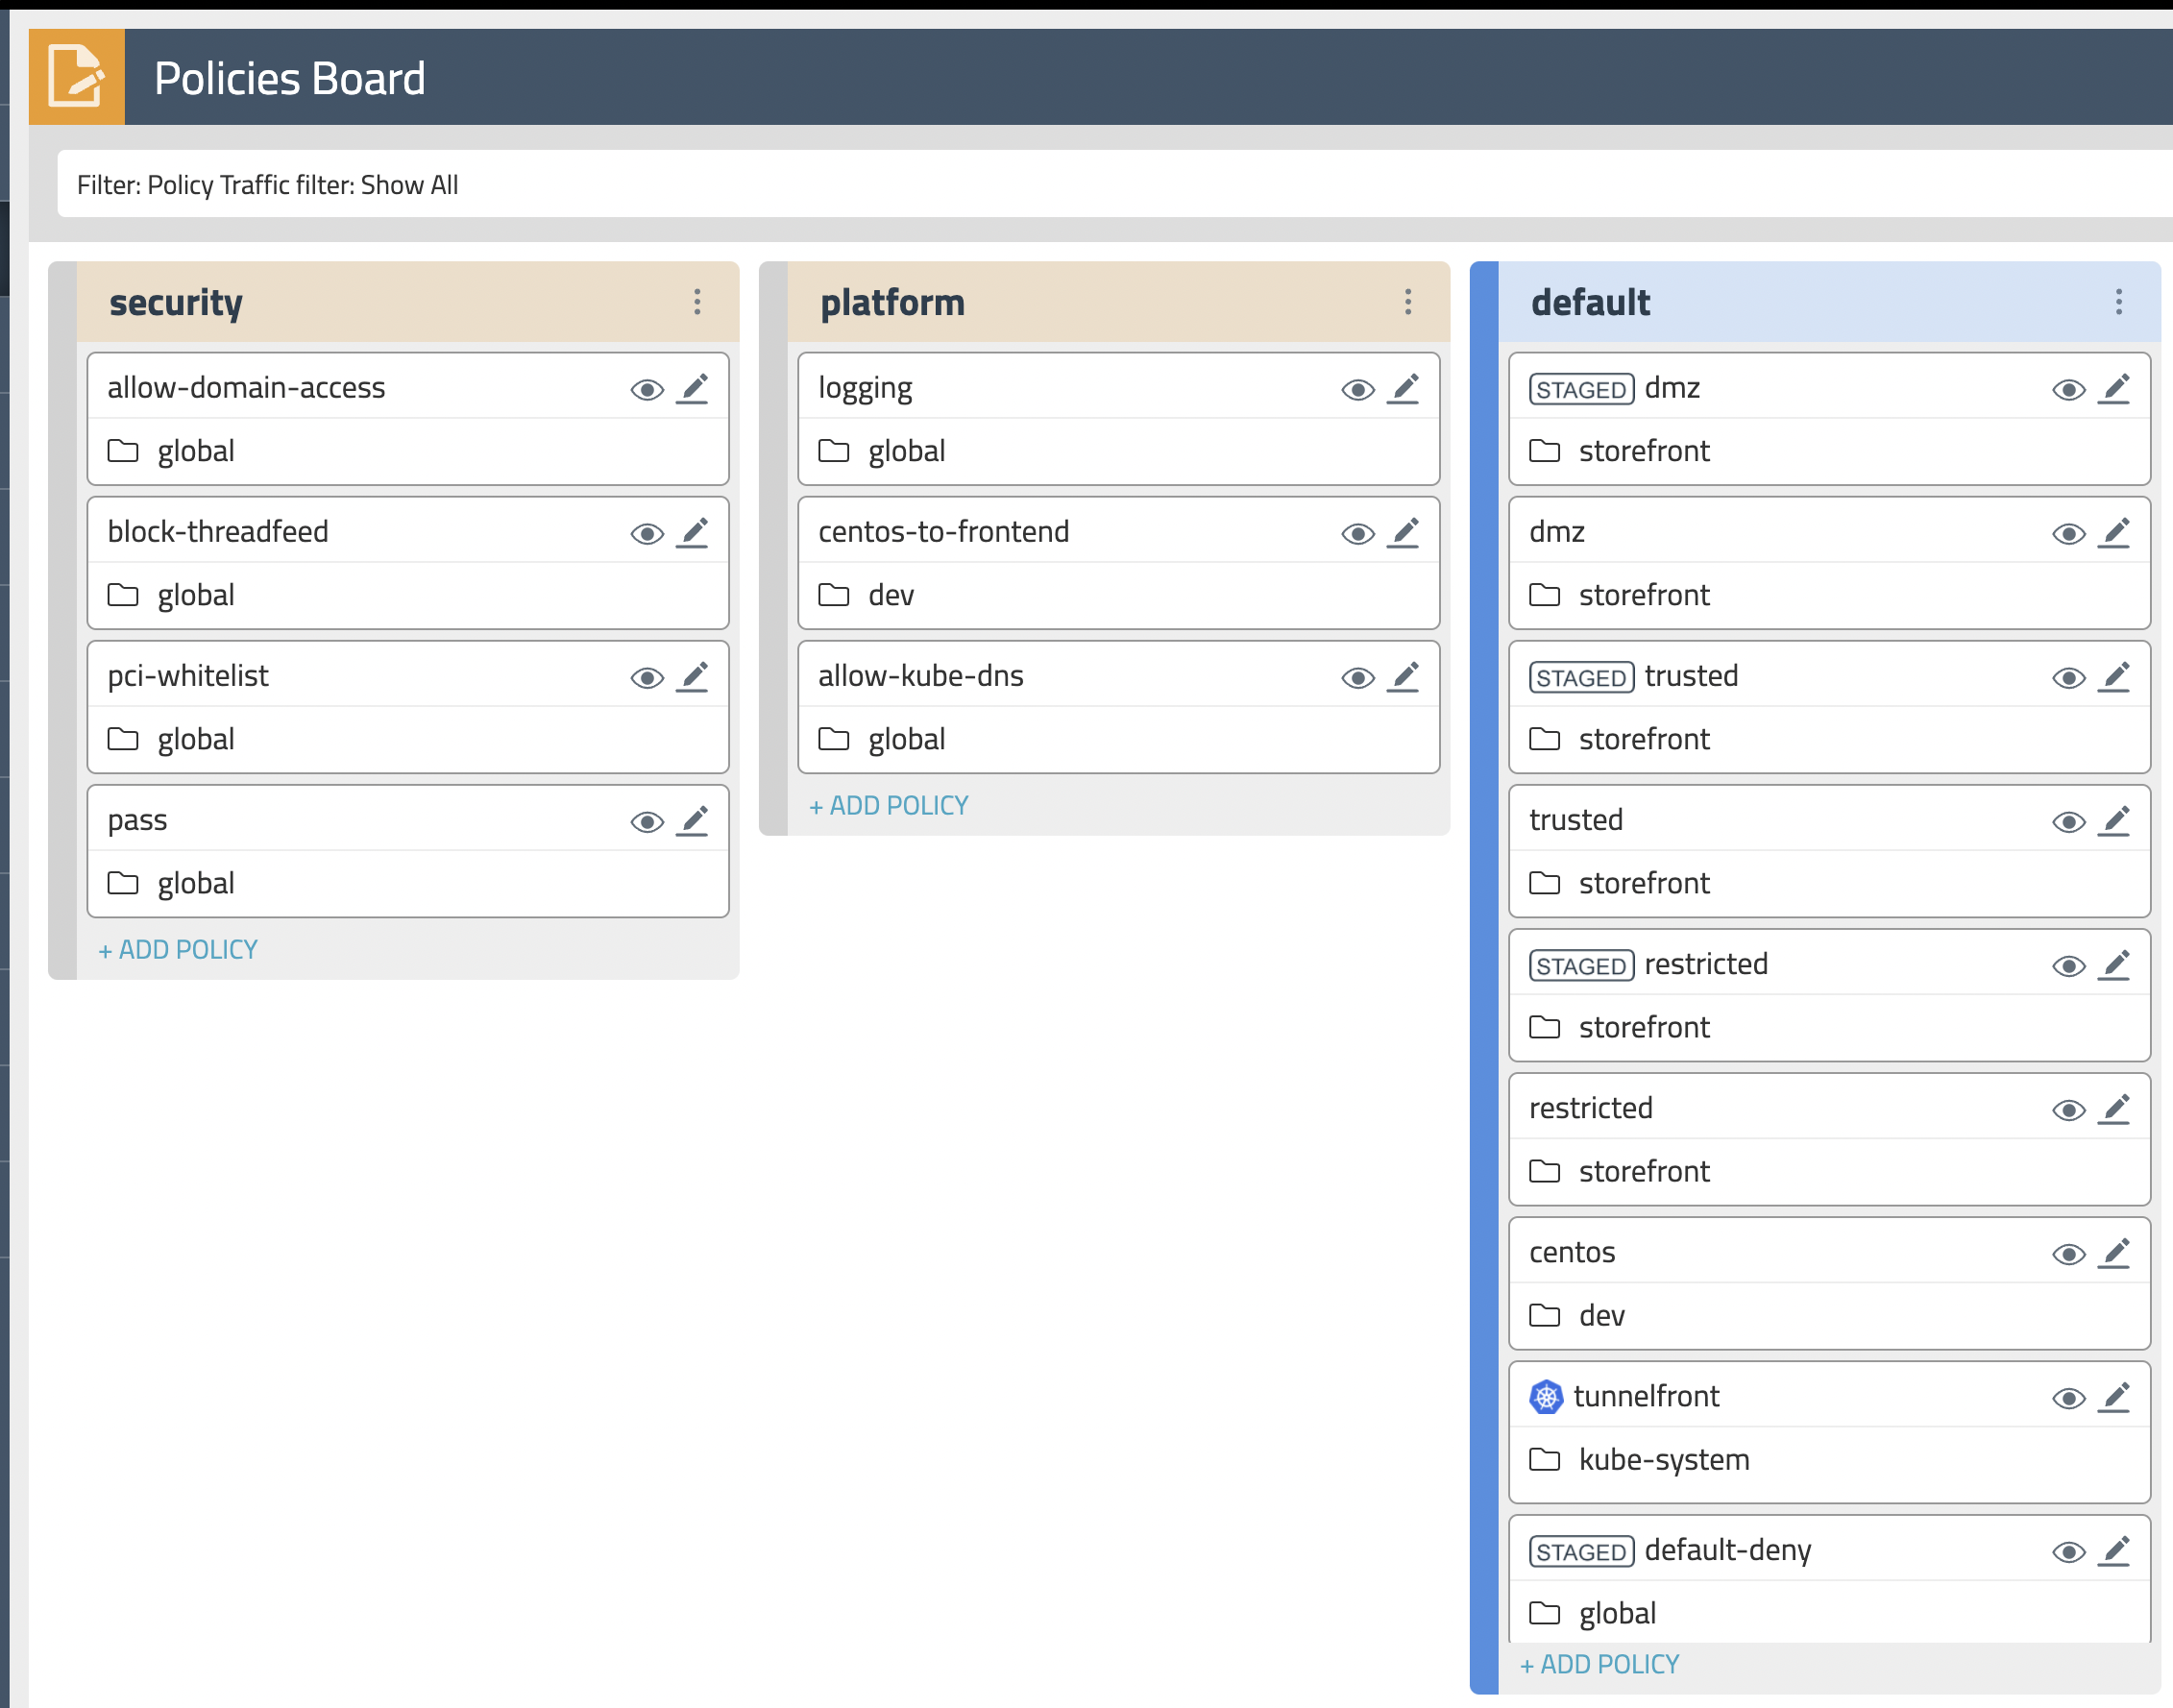 Policies Board
Filter: Policy Traffic filter: Show All
security
allow-domain-access
global
block-threadfeed
global
pci-whitelist
global
pass
global
+ ADD POLICY
platform
logging
global
centos-to-frontend
dev
allow-kube-dns
global
+ ADD POLICY
default
STAGED dmz
storefront
dmz
storefront
STAGED trusted
storefront
trusted
storefront
STAGED restricted
storefront
restricted
storefront
centos
dev
tunnelfront
kube-system
STAGED default-deny
global
+ ADD POLICY